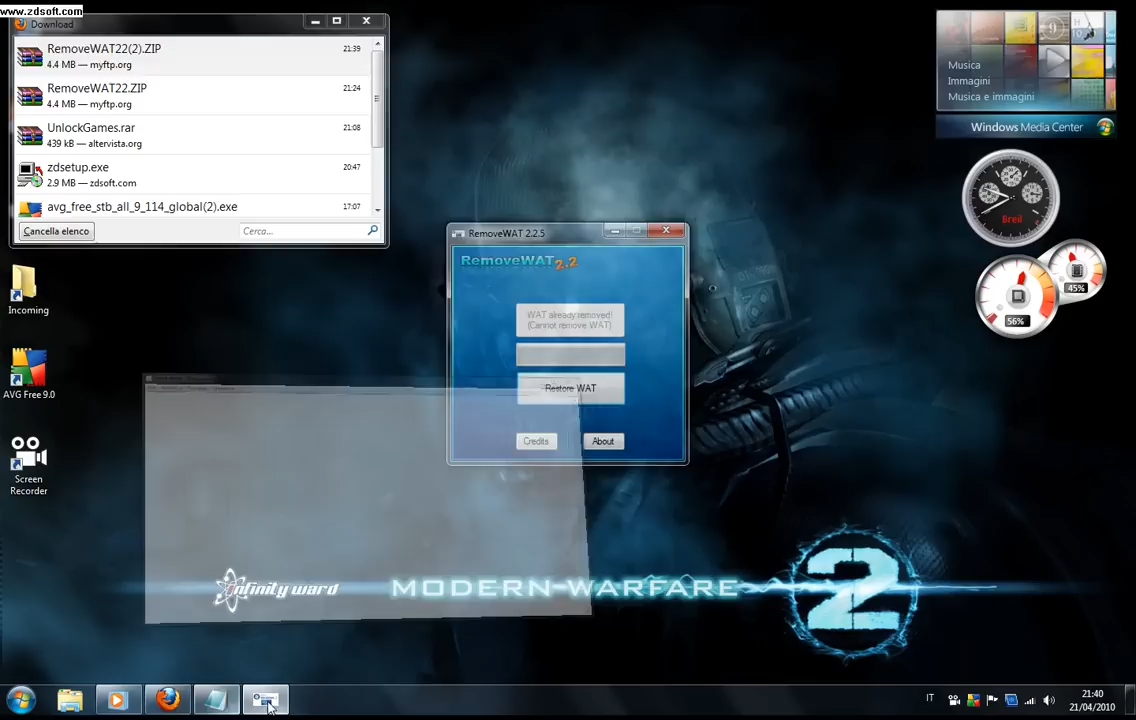 www.zdsoft.com
Download
RemoveWAT22(2).ZIP
21:39
4.4 MB — myftp.org
RemoveWAT22.ZIP
21:24
4.4 MB — myftp.org
UnlockGames.rar
21:08
439 kB — altervista.org
zdsetup.exe
20:47
2.9 MB — zdsoft.com
avg_free_stb_all_9_114_global(2).exe
17:07
Cancella elenco
Cerca...
Musica
Immagini
Musica e immagini
Windows Media Center
Breil
45%
56%
Incoming
AVG Free 9.0
Screen
Recorder
RemoveWAT 2.2.5
RemoveWAT 2.2
WAT already removed!
(Cannot remove WAT)
Restore WAT
Credits
About
infinity ward
MODERN WARFARE
2
IT
21:40
21/04/2010